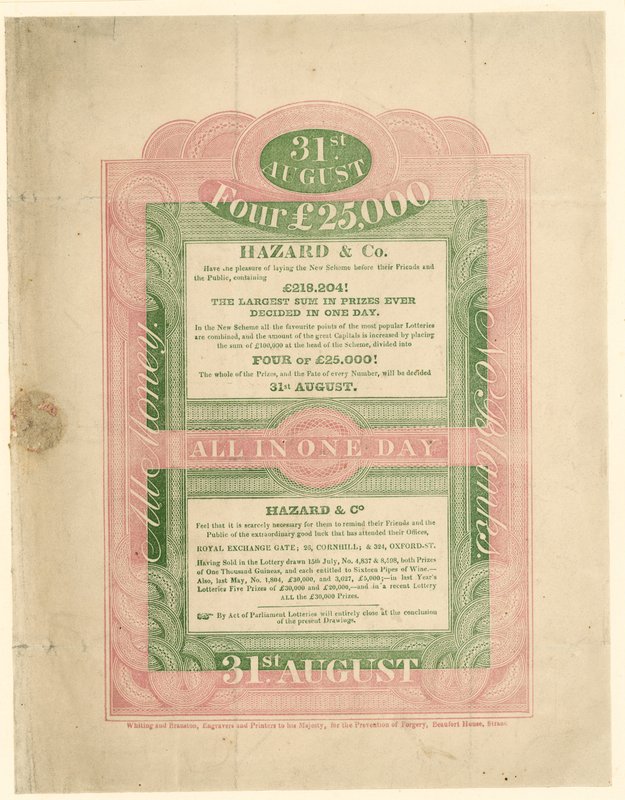 31st.
AUGUST
Four £25,000
HAZARD & Co.
Have the pleasure of laying the New Scheme before their Friends and
the Public, containing
£218.204!
THE LARGEST SUM IN PRIZES EVER
DECIDED IN ONE DAY.
In the New Scheme all the favourite points of the most popular Lotteries
are combined, and the amount of the great Capitals is increased by placing
the sum of £100,000 at the head of the Scheme, divided into
FOUR OF £25.000!
The whole of the Prizes, and the Fate of every Number, will be decided
31st AUGUST.
All Money.
No Blanks.
ALL IN ONE DAY
HAZARD & Co
Feel that it is scarcely necessary for them to remind their Friends and the
Public of the extraordinary good luck that has attended their Offices,
ROYAL EXCHANGE GATE; 26, CORNHILL; & 324, OXFORD-ST.
Having Sold in the Lottery drawn 15th July, No. 4,837 & 8,598, both Prizes
of One Thousand Guineas, and each entitled to Sixteen Pipes of Wine.—
Also, last May, No. 1,804, £30,000, and 3,027, £5,000;—in last Year's
Lotteries Five Prizes of £30,000 and £20,000,—and in a recent Lottery
ALL the £30,000 Prizes.
☞ By Act of Parliament Lotteries will entirely close at the conclusion
of the present Drawings.
31st. AUGUST
Whiting and Branston, Engravers and Printers to his Majesty, for the Prevention of Forgery, Beaufort House, Strand.